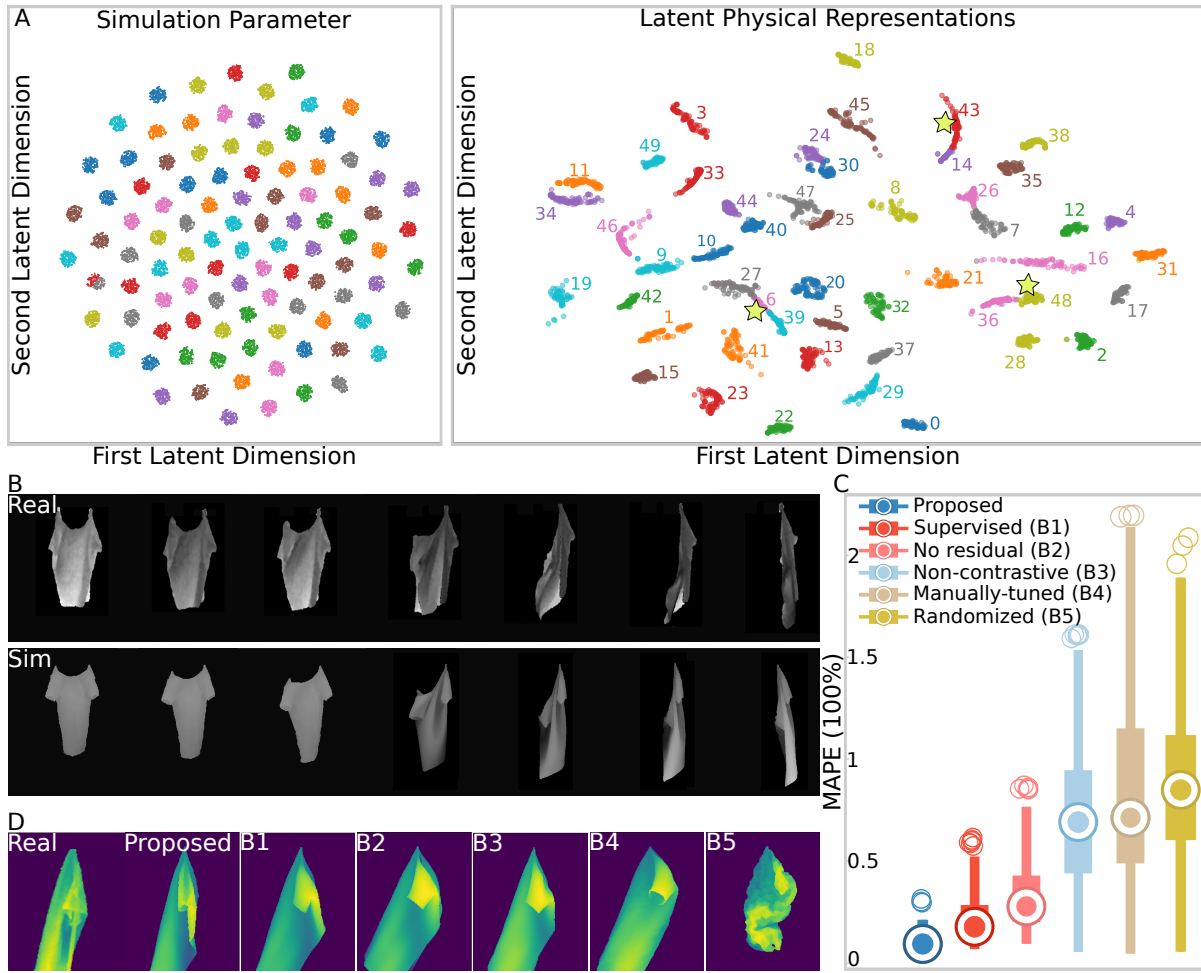 A
Simulation Parameter
Second Latent Dimension
First Latent Dimension
Latent Physical Representations
Second Latent Dimension
18
3
45
43
24
38
49
30
14
35
11
33
8
26
34
44
47
46
40
25
7
12
4
10
9
16
31
27
19
20
21
42
6
48
17
32
1
39
5
36
41
13
37
28
2
15
23
29
22
0
First Latent Dimension
B
Real
Sim
C
Proposed
Supervised (B1)
No residual (B2)
Non-contrastive (B3)
Manually-tuned (B4)
Randomized (B5)
MAPE (100%)
2
1.5
1
0.5
0
D
Real
Proposed
B1
B2
B3
B4
B5